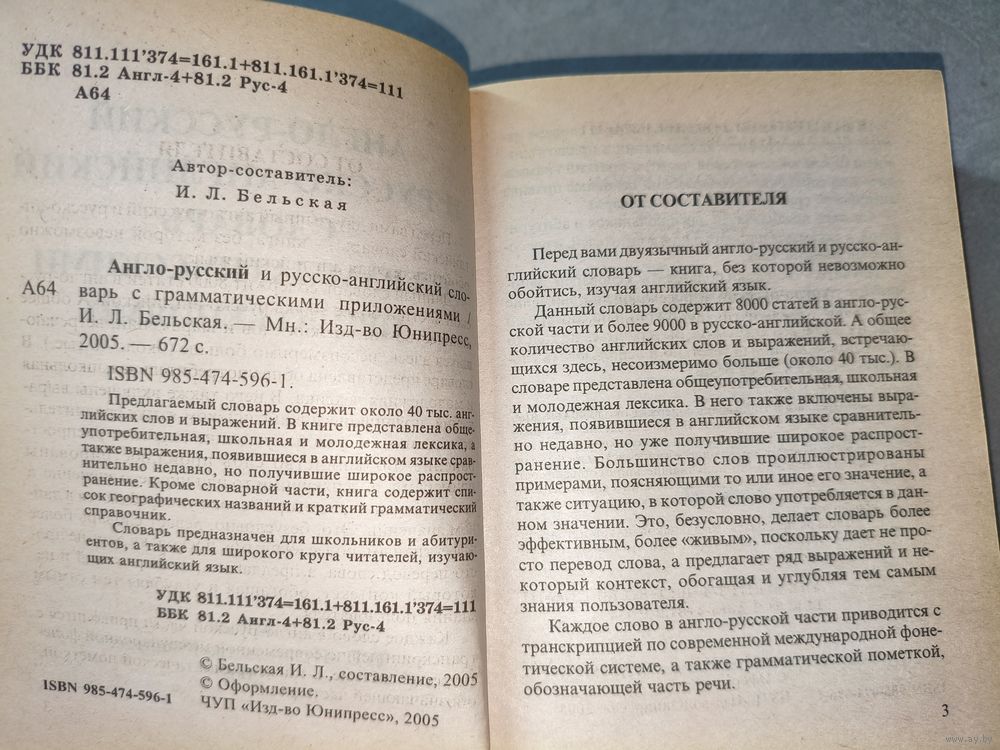 УДК 811.111’374=161.1+811.161.1’374=111
ББК 81.2 Англ-4+81.2 Рус-4
А64
Автор-составитель:
И. Л. Бельская
Англо-русский и русско-английский сло-
А64 варь с грамматическими приложениями /
И. Л. Бельская. — Мн.: Изд-во Юнипресс,
2005. — 672 с.
ISBN 985-474-596-1.
Предлагаемый словарь содержит около 40 тыс. анг-
лийских слов и выражений. В книге представлена обще-
употребительная, школьная и молодежная лексика, а
также выражения, появившиеся в английском языке срав-
нительно недавно, но получившие широкое распрост-
ранение. Кроме словарной части, книга содержит спи-
сок географических названий и краткий грамматический
справочник.
Словарь предназначен для школьников и абитури-
ентов, а также для широкого круга читателей, изучаю-
щих английский язык.
УДК 811.111’374=161.1+811.161.1’374=111
ББК 81.2 Англ-4+81.2 Рус-4
© Бельская И. Л., составление, 2005
© Оформление.
ISBN 985-474-596-1 ЧУП «Изд-во Юнипресс», 2005
ОТ СОСТАВИТЕЛЯ
Перед вами двуязычный англо-русский и русско-ан-
глийский словарь — книга, без которой невозможно
обойтись, изучая английский язык.
Данный словарь содержит 8000 статей в англо-рус-
ской части и более 9000 в русско-английской. А общее
количество английских слов и выражений, встречаю-
щихся здесь, несоизмеримо больше (около 40 тыс.). В
словаре представлена общеупотребительная, школьная
и молодежная лексика. В него также включены выра-
жения, появившиеся в английском языке сравнитель-
но недавно, но уже получившие широкое распрост-
ранение. Большинство слов проиллюстрированы
примерами, поясняющими то или иное его значение, а
также ситуацию, в которой слово употребляется в дан-
ном значении. Это, безусловно, делает словарь более
эффективным, более «живым», поскольку дает не про-
сто перевод слова, а предлагает ряд выражений и не-
который контекст, обогащая и углубляя тем самым
знания пользователя.
Каждое слово в англо-русской части приводится с
транскрипцией по современной международной фоне-
тической системе, а также грамматической пометкой,
обозначающей часть речи.
3
www.ay.by